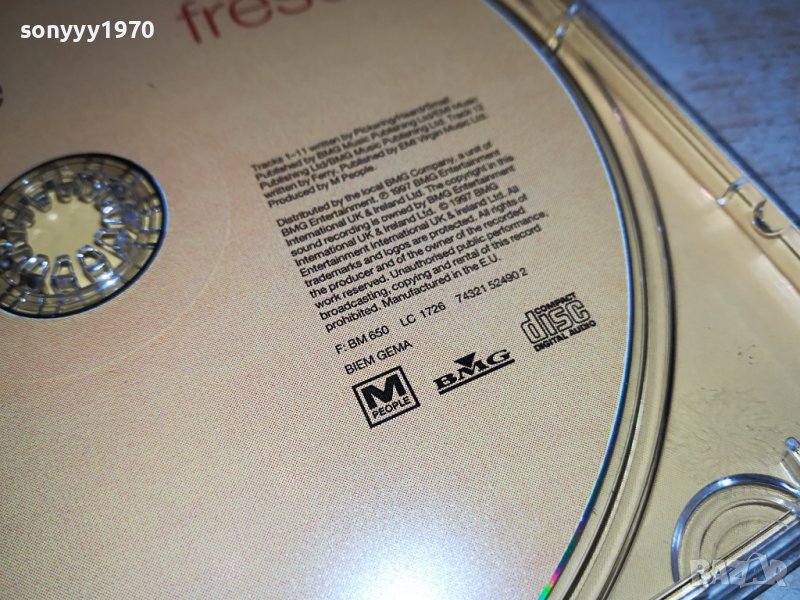 sonyyy1970
fres
e
Tracks 1-11 written by Pickering/Heard/Small
Published by BMG Music Publishing Ltd/EMI Music
Publishing Ltd/BMG Music Publishing Ltd. Track 12
written by Ferry, Published by EMI Virgin Music Ltd.
Produced by M People.
Distributed by the local BMG Company, a unit of
BMG Entertainment. ℗ 1997 BMG Entertainment
International UK & Ireland Ltd. The copyright in this
sound recording is owned by BMG Entertainment
International UK & Ireland Ltd. © 1997 BMG
Entertainment International UK & Ireland Ltd. All
trademarks and logos are protected. All rights of
the producer and of the owner of the recorded
work reserved. Unauthorised public performance,
broadcasting, copying and rental of this record
prohibited. Manufactured in the E.U.
F: BM 650 LC 1726 74321 52490 2
BIEM GEMA
M
PEOPLE
BMG
COMPACT
disc
DIGITAL AUDIO
BAZAR